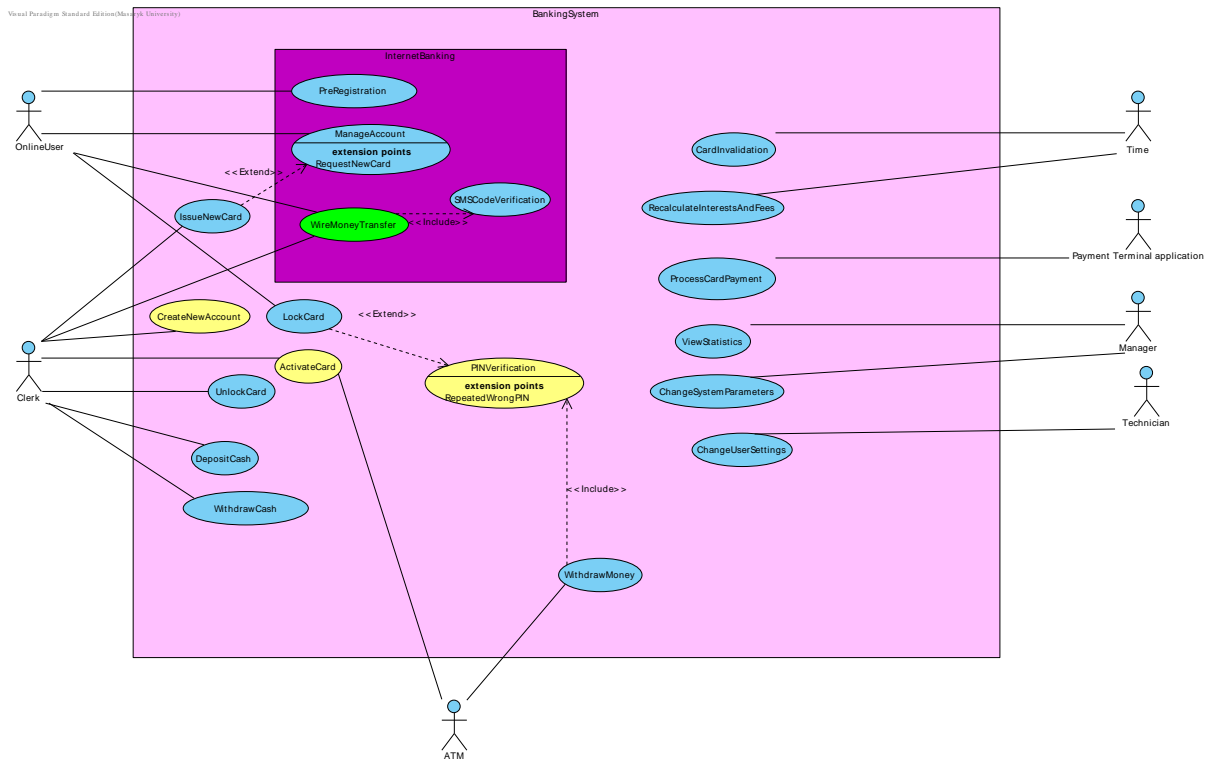 Visual Paradigm Standard Edition(Masaryk University)
BankingSystem
InternetBanking
PreRegistration
ManageAccount
extension points
RequestNewCard
<<Extend>>
SMSCodeVerification
IssueNewCard
WireMoneyTransfer
<<Include>>
OnlineUser
CardInvalidation
Time
RecalculateInterestsAndFees
Payment Terminal application
ProcessCardPayment
CreateNewAccount
LockCard
<<Extend>>
ViewStatistics
Manager
ActivateCard
PINVerification
extension points
RepeatedWrongPIN
Clerk
UnlockCard
ChangeSystemParameters
Technician
DepositCash
ChangeUserSettings
<<Include>>
WithdrawCash
WithdrawMoney
ATM